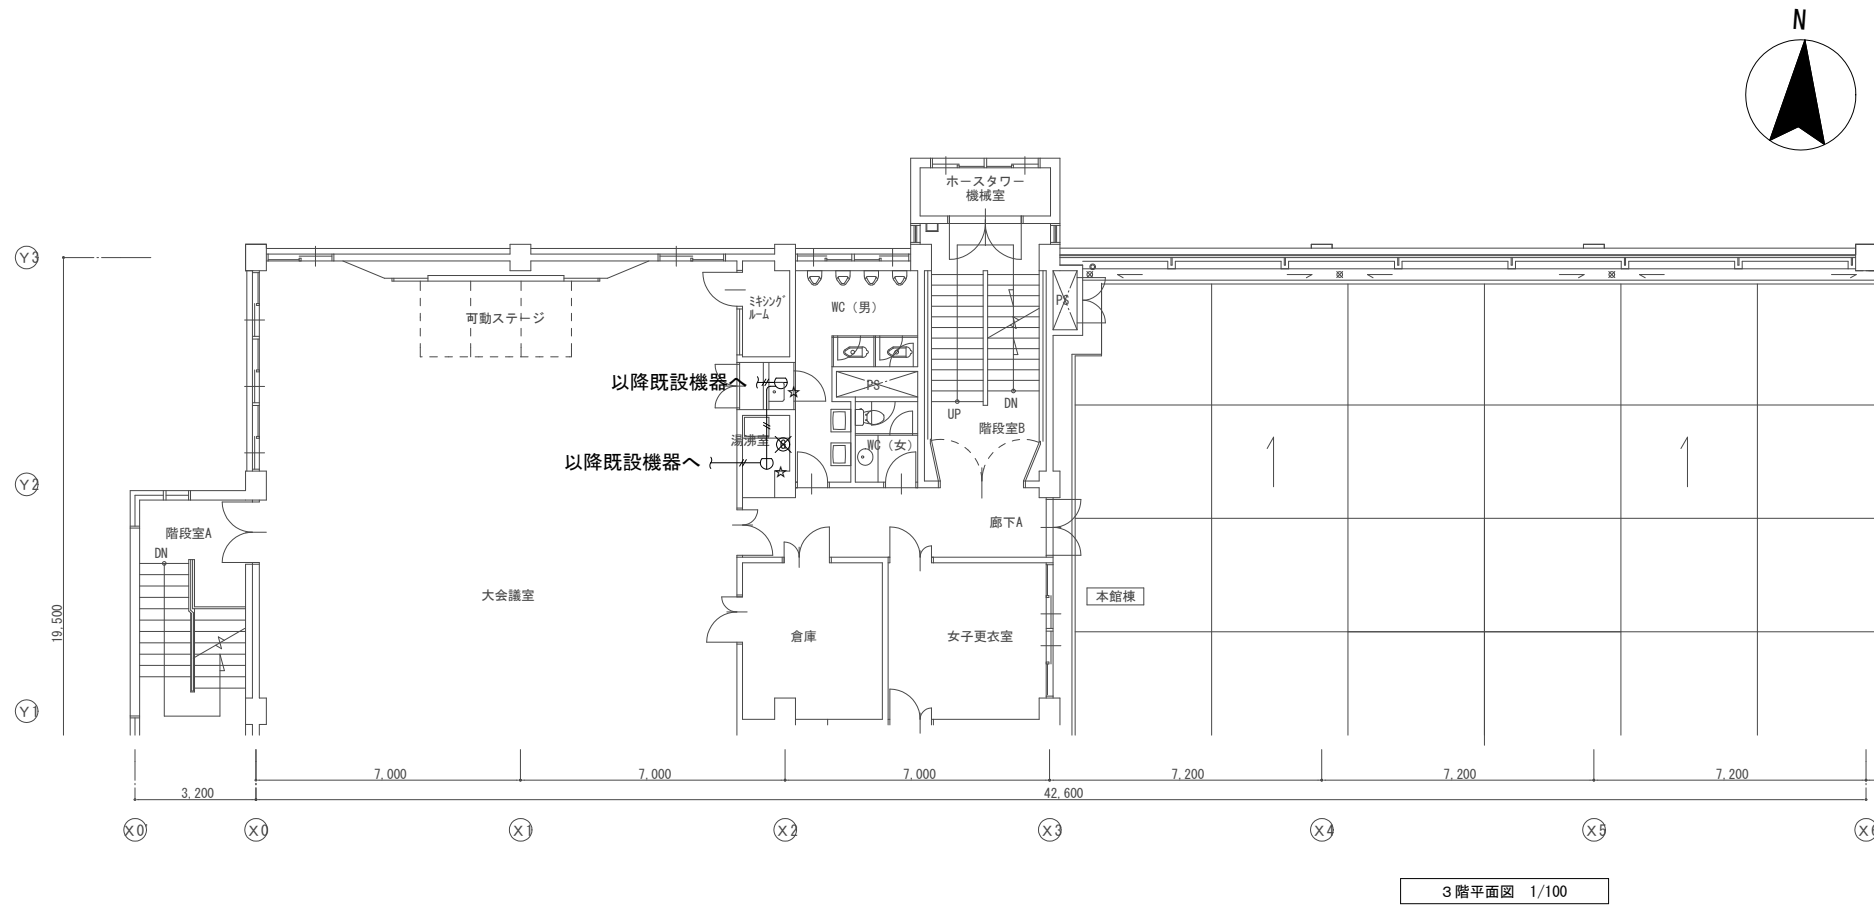 N
ホースタワー
機械室
Y3
ミキシング
ルーム
WC（男）
PS
可動ステージ
以降既設機器へ
PS
UP
DN
階段室B
湯沸室
WC（女）
以降既設機器へ
Y2
1
1
階段室A
DN
廊下A
大会議室
本館棟
19,500
倉庫
女子更衣室
Y1
7,000
7,000
7,000
7,200
7,200
7,200
3,200
42,600
X0'
X0
X1
X2
X3
X4
X5
X6
3階平面図 1/100